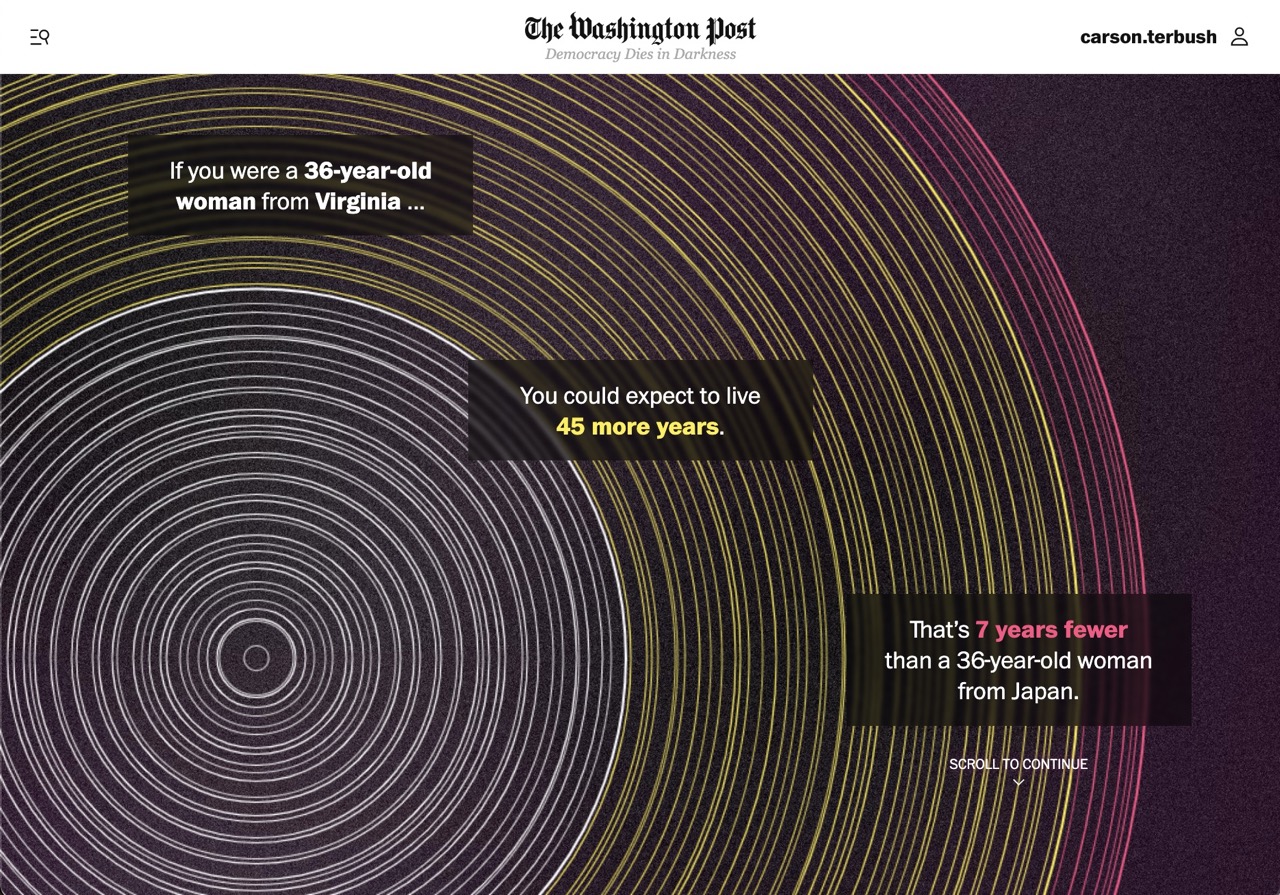 The Washington Post
Democracy Dies in Darkness
carson.terbush
If you were a 36-year-old
woman from Virginia ...
You could expect to live
45 more years.
That’s 7 years fewer
than a 36-year-old woman
from Japan.
SCROLL TO CONTINUE